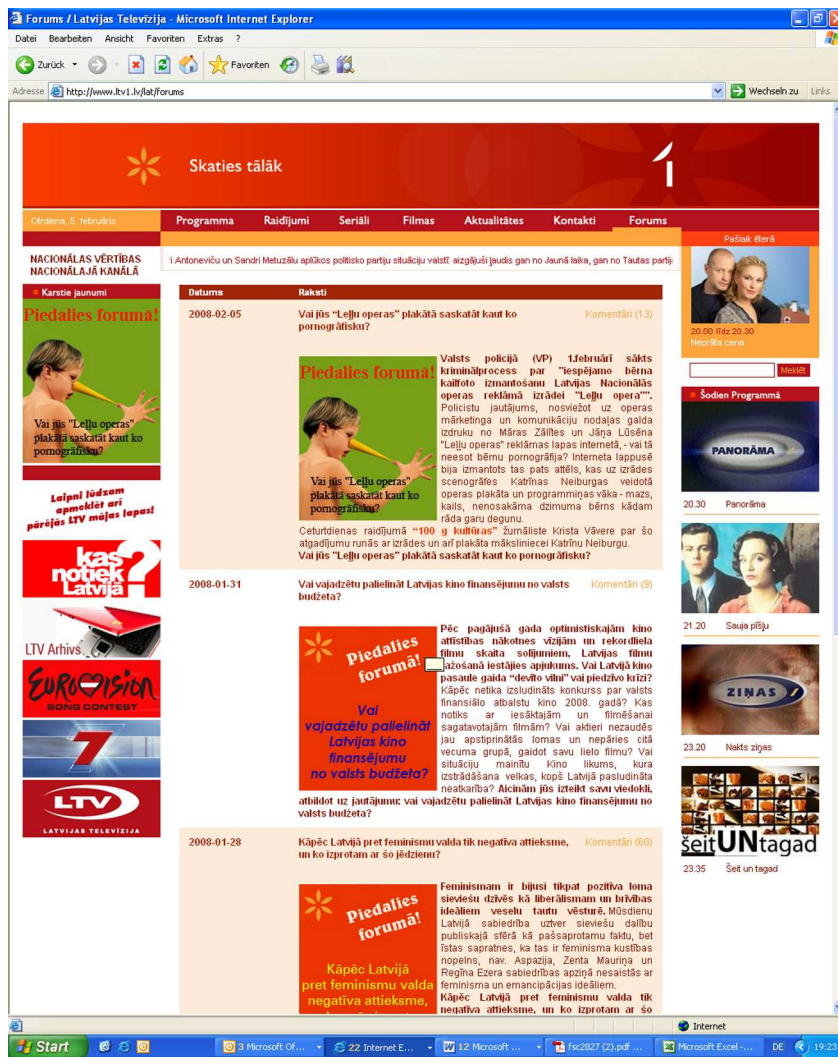 Forums / Latvijas Televīzija - Microsoft Internet Explorer
Datei Bearbeiten Ansicht Favoriten Extras ?
Zurück Favoriten
Adresse http://www.ltv1.lv/lat/forums Wechseln zu Links
Skaties tālāk
1
Otrdiena, 5. februāris
Programma Raidījumi Seriāli Filmas Aktualitātes Kontakti Forums
NACIONĀLAS VĒRTĪBAS
NACIONĀLAJĀ KANĀLĀ
Antoneviču un Sandri Metuzālu aplūkos politisko partiju situāciju valstī: aizgājuši ļaudis gan no Jaunā laika, gan no Tautas
Karstie jaunumi
Piedalies forumā!
Vai jūs "Leļļu operas"
plakātā saskatāt kaut ko
pornogrāfisku?
Laipni lūdzam
apmeklēt arī
pārējās LTV mājas lapas!
kas
notiek
Latvijā?
LTV Arhīvs
EUROVISION
SONG CONTEST
7
LTV
LATVIJAS TELEVĪZIJA
Datums Raksti
2008-02-05 Vai jūs "Leļļu operas" plakātā saskatāt kaut ko Komentāri (13)
pornogrāfisku?
Piedalies forumā!
Vai jūs "Leļļu operas"
plakātā saskatāt kaut ko
pornogrāfisku?
Valsts policijā (VP) 1.februārī sākts
kriminālprocess par "iespējamo bērna
kailfoto izmantošanu Latvijas Nacionālās
operas reklāmā izrādei "Leļļu opera"".
Policistu jautājums, nosviežot uz operas
mārketinga un komunikāciju nodaļas galda
izdruku no Māras Zālītes un Jāņa Lūsēna
"Leļļu operas" reklāmas lapas internetā, - vai tā
neesot bērnu pornogrāfija? Interneta lappusē
bija izmantots tas pats attēls, kas uz izrādes
scenogrāfes Katrīnas Neiburgas veidotā
operas plakāta un programmiņas vāka - mazs,
kails, nenosakāma dzimuma bērns kādam
rāda garu degunu.
Ceturtdienas raidījumā "100 g kultūras" žurnāliste Krista Vāvere par šo
atgadījumu runās ar izrādes un arī plakāta mākslinieci Katrīnu Neiburgu.
Vai jūs "Leļļu operas" plakātā saskatāt kaut ko pornogrāfisku?
2008-01-31 Vai vajadzētu palielināt Latvijas kino finansējumu no valsts Komentāri (9)
budžeta?
Piedalies
forumā!
Vai
vajadzētu palielināt
Latvijas kino
finansējumu
no valsts budžeta?
Pēc pagājušā gada optimistiskajām kino
attīstības nākotnes vīzijām un rekordliela
filmu skaita solījumiem, Latvijas filmu
ražošanā iestājies apjukums. Vai Latvijā kino
pasaule gaida "devīto vilni" vai piedzīvo krīzi?
Kāpēc netika izsludināts konkurss par valsts
finansiālo atbalstu kino 2008. gadā? Kas
notiks ar iesāktajām un filmēšanai
sagatavotajām filmām? Vai aktieri nezaudēs
jau apstiprinātās lomas un nepāries citā
vecuma grupā, gaidot savu lielo filmu? Vai
situāciju mainītu Kino likums, kura
izstrādāšana velkas, kopš Latvijā pasludināta
neatkarība? Aicinām jūs izteikt savu viedokli,
atbildot uz jautājumu: vai vajadzētu palielināt Latvijas kino finansējumu no
valsts budžeta?
2008-01-28 Kāpēc Latvijā pret feminismu valda tik negatīva attieksme, Komentāri (60)
un ko izprotam ar šo jēdzienu?
Piedalies
forumā!
Kāpēc Latvijā
pret feminismu valda
negatīva attieksme,
Feminismam ir bijusi tikpat pozitīva loma
sieviešu dzīvēs kā liberālismam un brīvības
ideāliem veselu tautu vēsturē. Mūsdienu
Latvijā sabiedrība uztver sieviešu dalību
publiskajā sfērā kā pašsaprotamu faktu, bet
īstas sapratnes, ka tas ir feminisma kustības
nopelns, nav. Aspazija, Zenta Mauriņa un
Regīna Ezera sabiedrības apziņā nesaistās ar
feminisma un emancipācijas ideāliem.
Kāpēc Latvijā pret feminismu valda tik
negatīva attieksme, un ko izprotam ar šo
Pašlaik ēterā
20.00 līdz 20.30
Neprāta cena
Meklēt
Šodien Programmā
PANORĀMA
20.30 Panorāma
21.20 Sauja pīšļu
ZIŅAS
23.20 Nakts ziņas
šeitUNtagad
23.35 Šeit un tagad
Internet
Start 3 Microsoft Of... 22 Internet E... 12 Microsoft ... fsc2827 (2).pdf ... Microsoft Excel -... DE 19:25